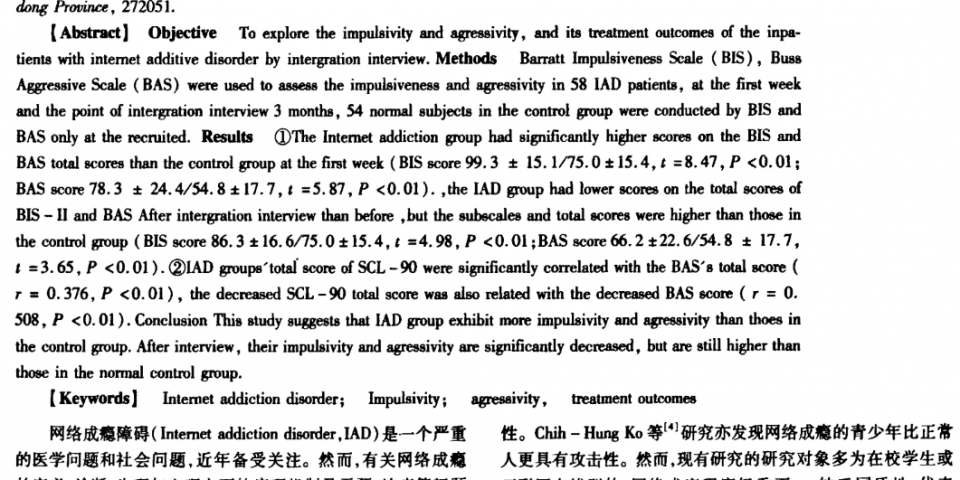 dong Province, 272051.
【Abstract】 Objective To explore the impulsivity and agressivity, and its treatment outcomes of the inpa-
tients with internet additive disorder by intergration interview. Methods Barratt Impulsiveness Scale (BIS), Buss
Aggressive Scale (BAS) were used to assess the impulsiveness and agressivity in 58 IAD patients, at the first week
and the point of intergration interview 3 months, 54 normal subjects in the control group were conducted by BIS and
BAS only at the recruited. Results ①The Internet addiction group had significantly higher scores on the BIS and
BAS total scores than the control group at the first week (BIS score 99.3 ± 15.1/75.0±15.4, t =8.47, P <0.01;
BAS score 78.3 ± 24.4/54.8±17.7, t =5.87, P <0.01). ,the IAD group had lower scores on the total scores of
BIS-II and BAS After intergration interview than before ,but the subscales and total scores were higher than those in
the control group (BIS score 86.3±16.6/75.0±15.4, t =4.98, P <0.01;BAS score 66.2±22.6/54.8 ± 17.7,
t =3.65, P <0.01).②IAD groups´total score of SCL-90 were significantly correlated with the BAS´s total score (
r = 0.376, P <0.01), the decreased SCL-90 total score was also related with the decreased BAS score ( r = 0.
508, P <0.01). Conclusion This study suggests that IAD group exhibit more impulsivity and agressivity than thoes in
the control group. After interview, their impulsivity and agressivity are significantly decreased, but are still higher than
those in the normal control group.
【Keywords】 Internet addiction disorder; Impulsivity; agressivity, treatment outcomes
网络成瘾障碍(Internet addiction disorder,IAD)是一个严重
的医学问题和社会问题,近年备受关注。然而,有关网络成瘾
性。Chih-Hung Ko 等[4]研究亦发现网络成瘾的青少年比正常
人更具有攻击性。然而,现有研究的研究对象多为在校学生或